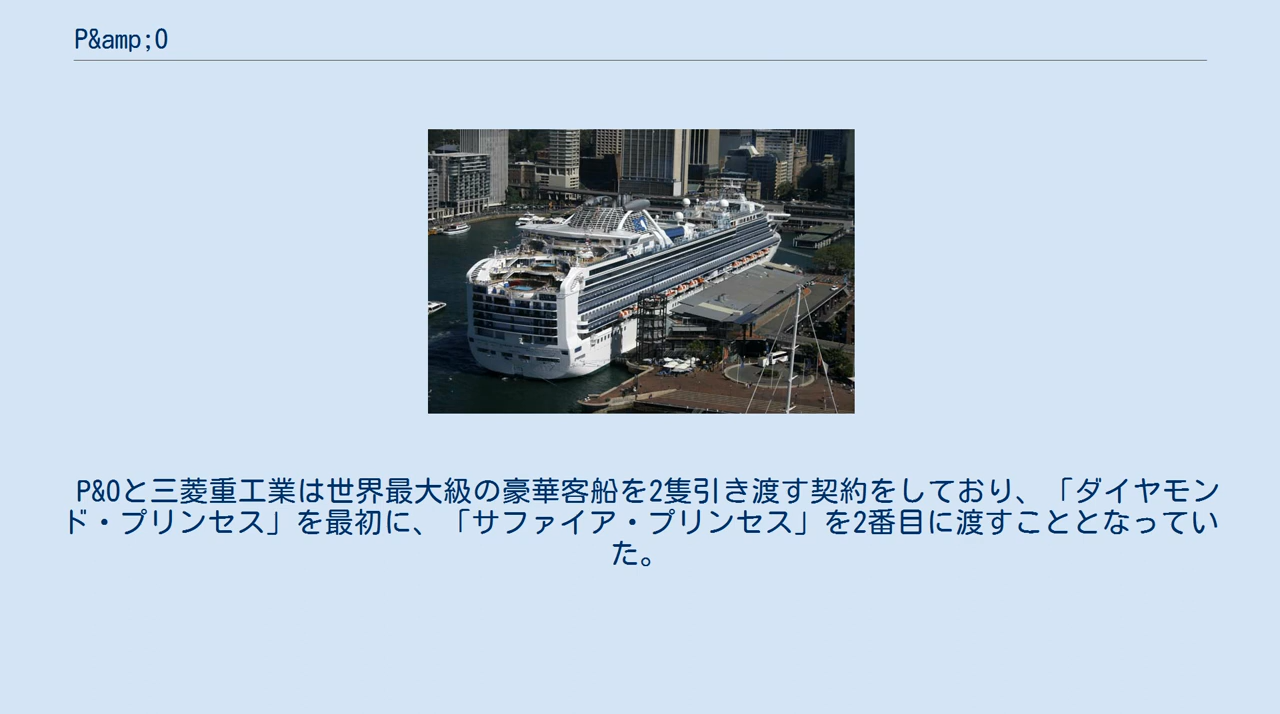 P&amp;O
P&Oと三菱重工業は世界最大級の豪華客船を2隻引き渡す契約をしており、「ダイヤモン
ド・プリンセス」を最初に、「サファイア・プリンセス」を2番目に渡すこととなってい
た。